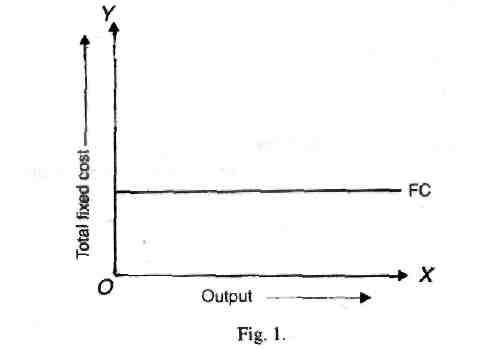 Y
Total fixed cost
FC
O
X
Output
Fig. 1.